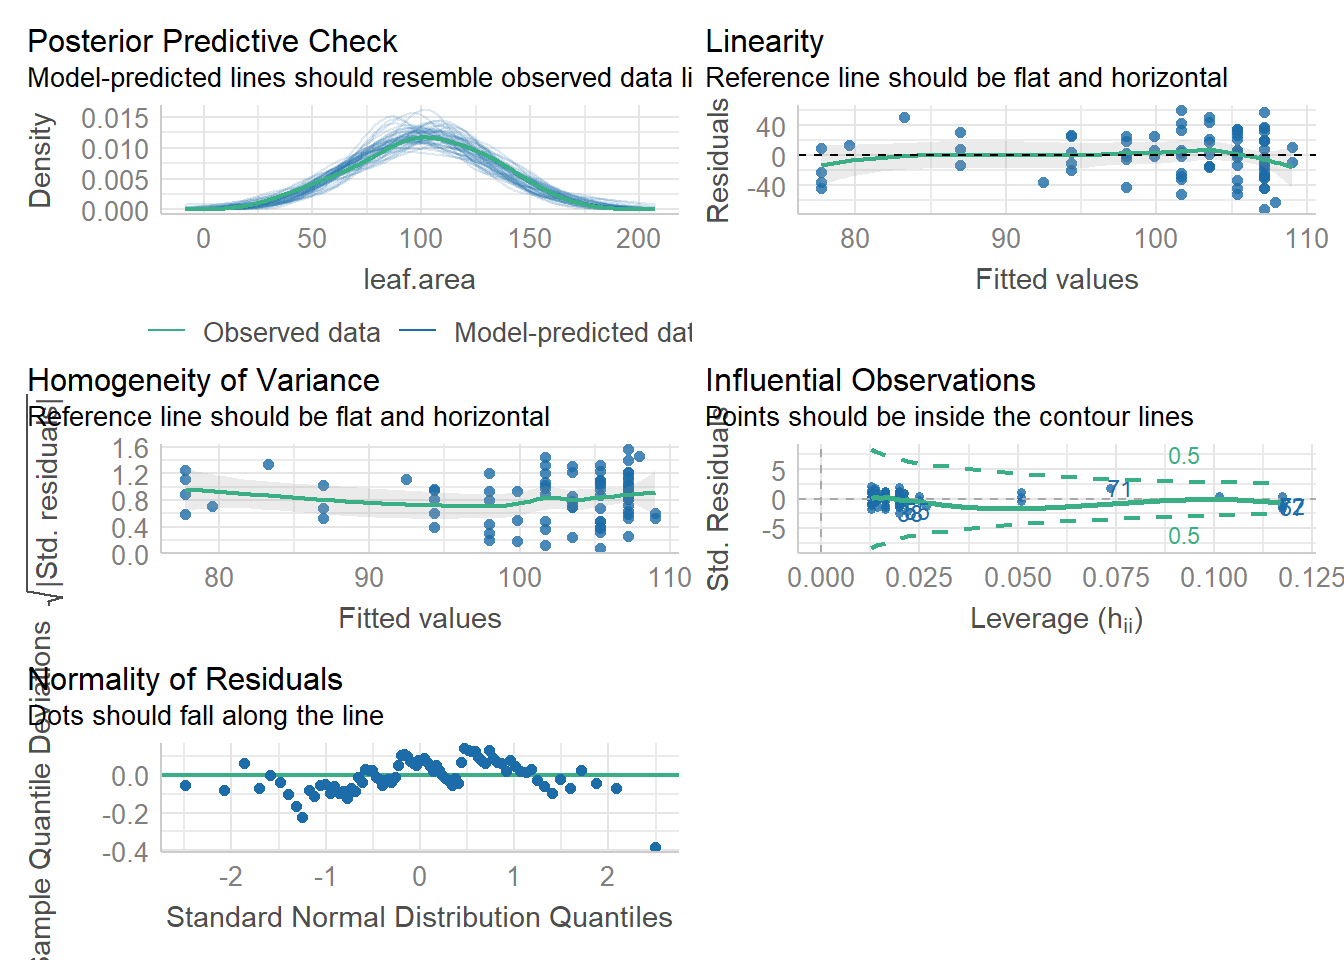 Posterior Predictive Check
Model-predicted lines should resemble observed data li
Density
0.015
0.010
0.005
0.000
0 50 100 150 200
leaf.area
Observed data Model-predicted dat
Linearity
Reference line should be flat and horizontal
Residuals
40
0
-40
80 90 100 110
Fitted values
Homogeneity of Variance
Reference line should be flat and horizontal
√|Std. residuals|
1.6
1.2
0.8
0.4
0.0
80 90 100 110
Fitted values
Influential Observations
Points should be inside the contour lines
Std. Residuals
5
0
-5
0.5
71
0.5
0.000 0.025 0.050 0.075 0.100 0.125
Leverage (hii)
Normality of Residuals
Dots should fall along the line
Sample Quantile Deviations
0.0
-0.2
-0.4
-2 -1 0 1 2
Standard Normal Distribution Quantiles